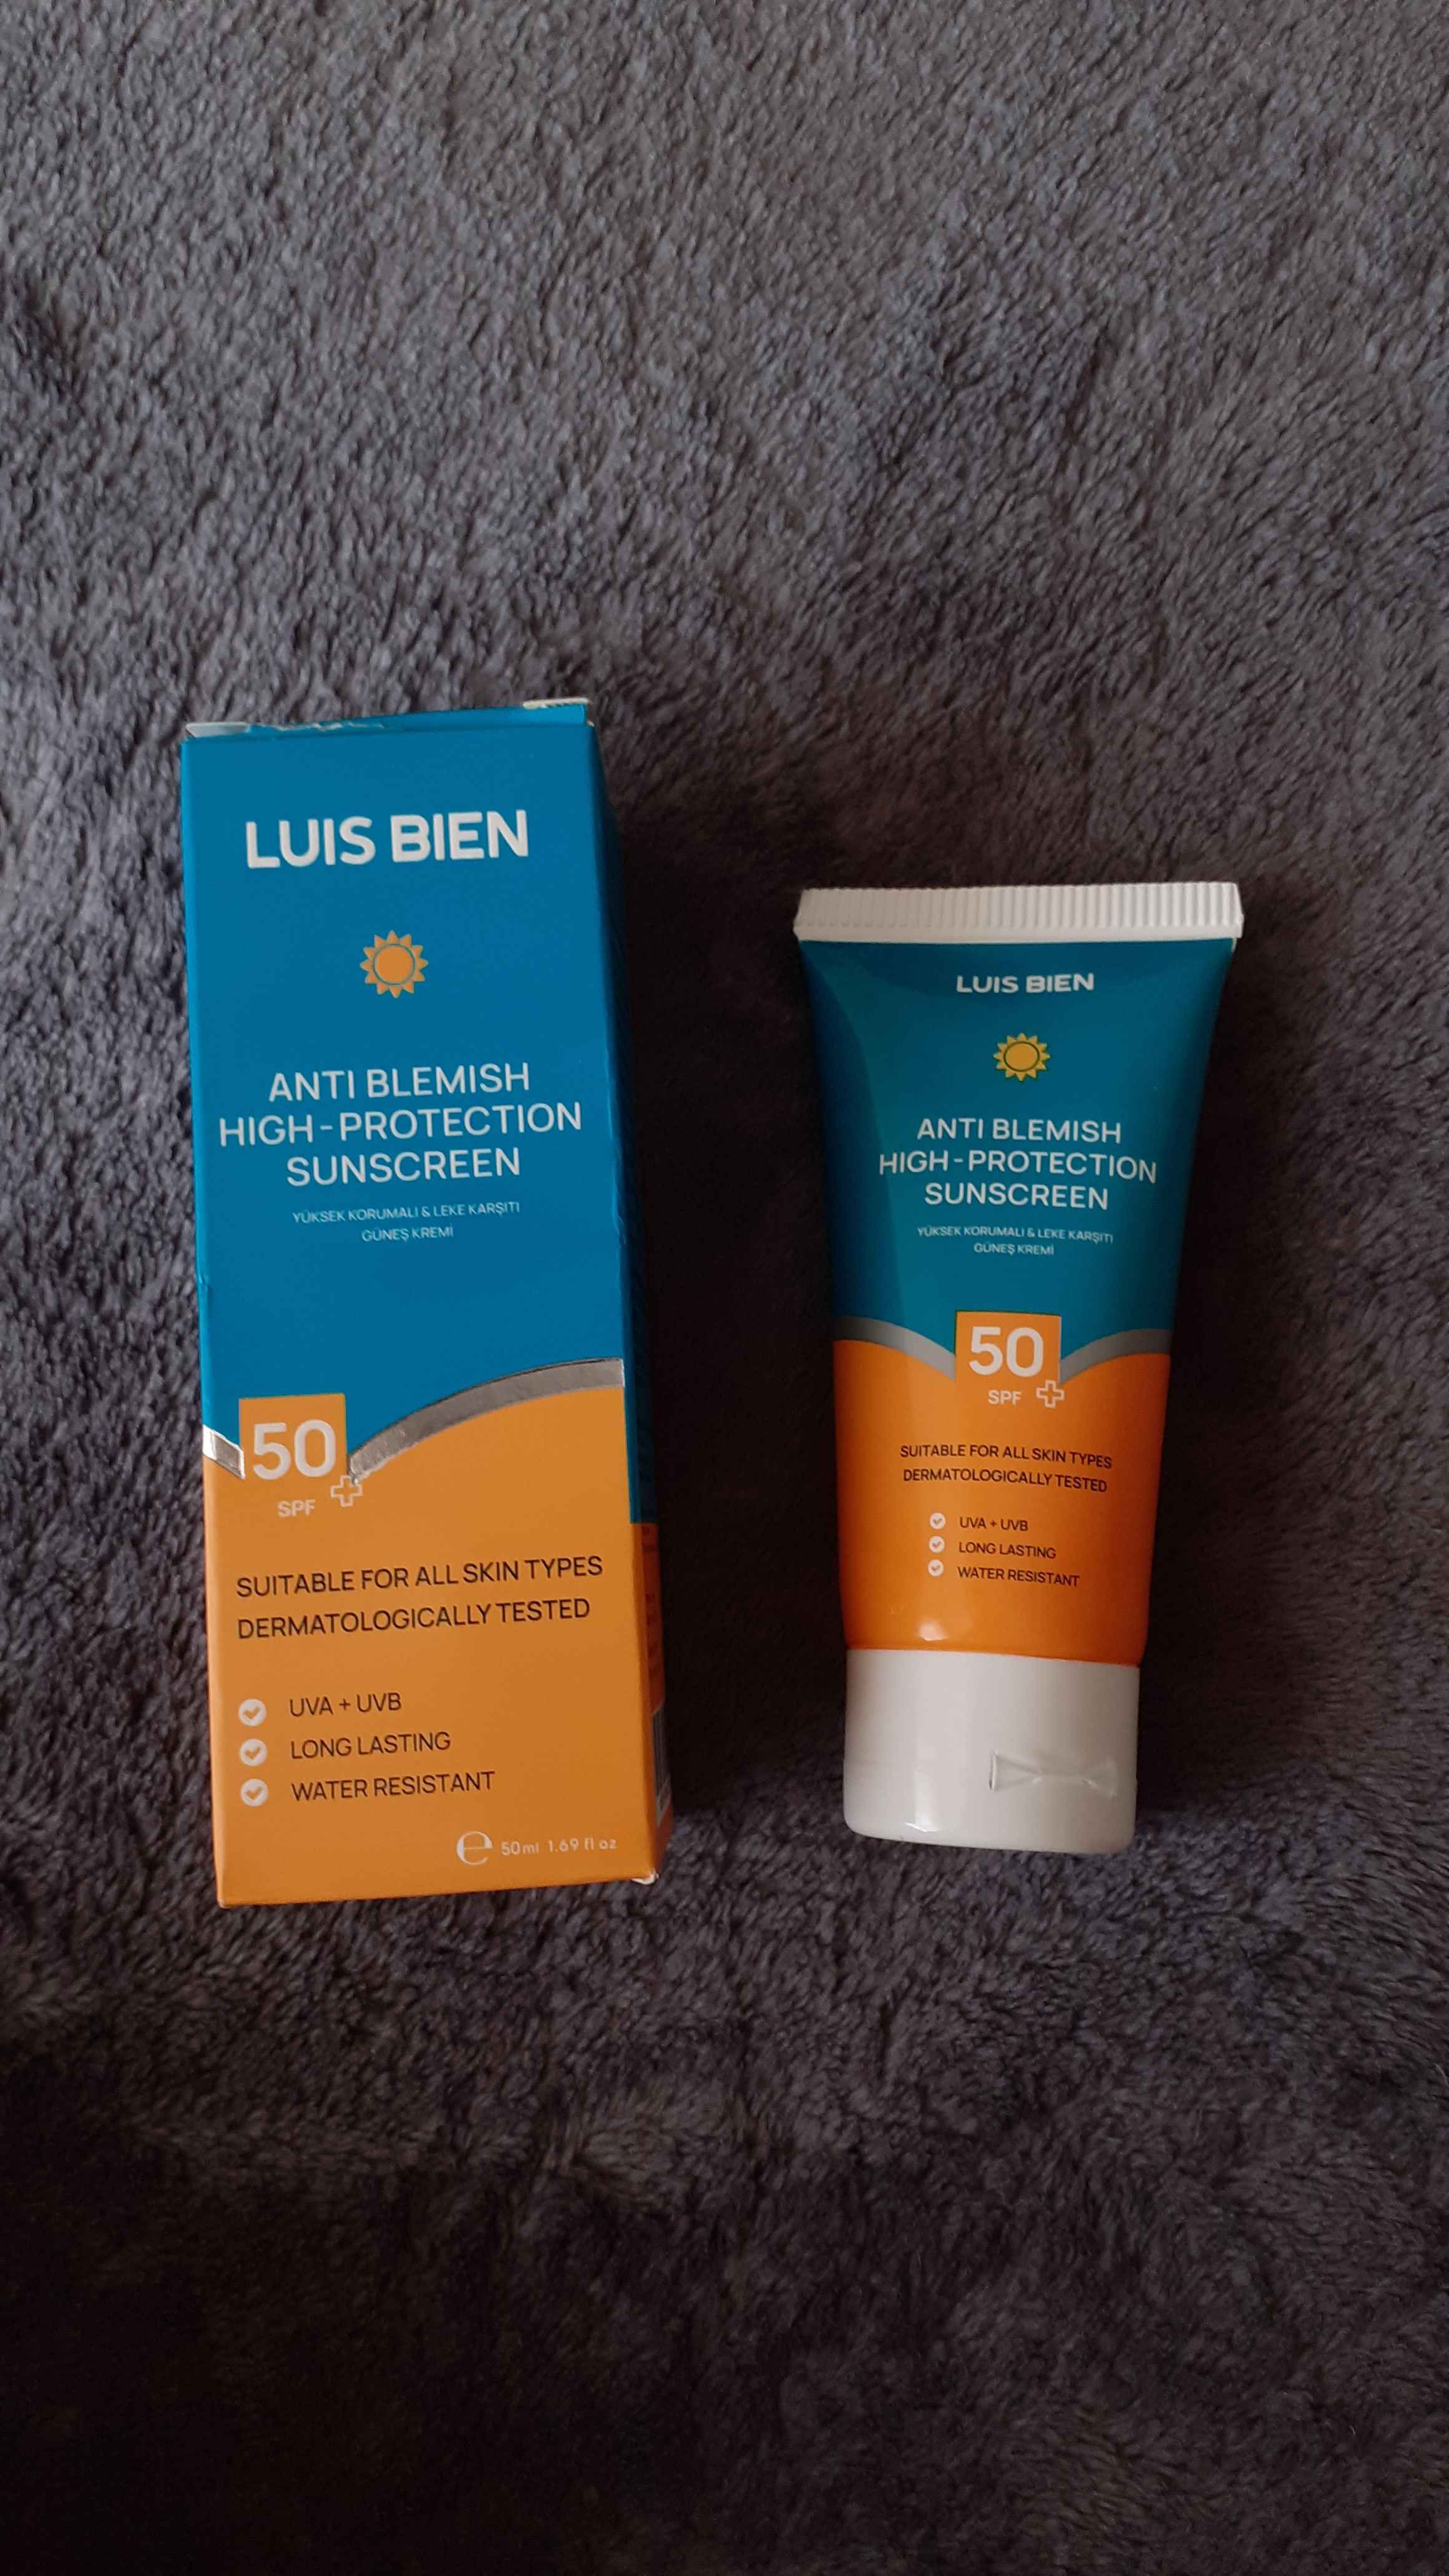 LUIS BIEN
ANTI BLEMISH
HIGH-PROTECTION
SUNSCREEN
YÜKSEK KORUMALI & LEKE KARŞITI
GÜNEŞ KREMİ
50
SPF +
SUITABLE FOR ALL SKIN TYPES
DERMATOLOGICALLY TESTED
UVA + UVB
LONG LASTING
WATER RESISTANT
e 50ml 1.69 fl oz
LUIS BIEN
ANTI BLEMISH
HIGH-PROTECTION
SUNSCREEN
YÜKSEK KORUMALI & LEKE KARŞITI
GÜNEŞ KREMİ
50
SPF +
SUITABLE FOR ALL SKIN TYPES
DERMATOLOGICALLY TESTED
UVA + UVB
LONG LASTING
WATER RESISTANT